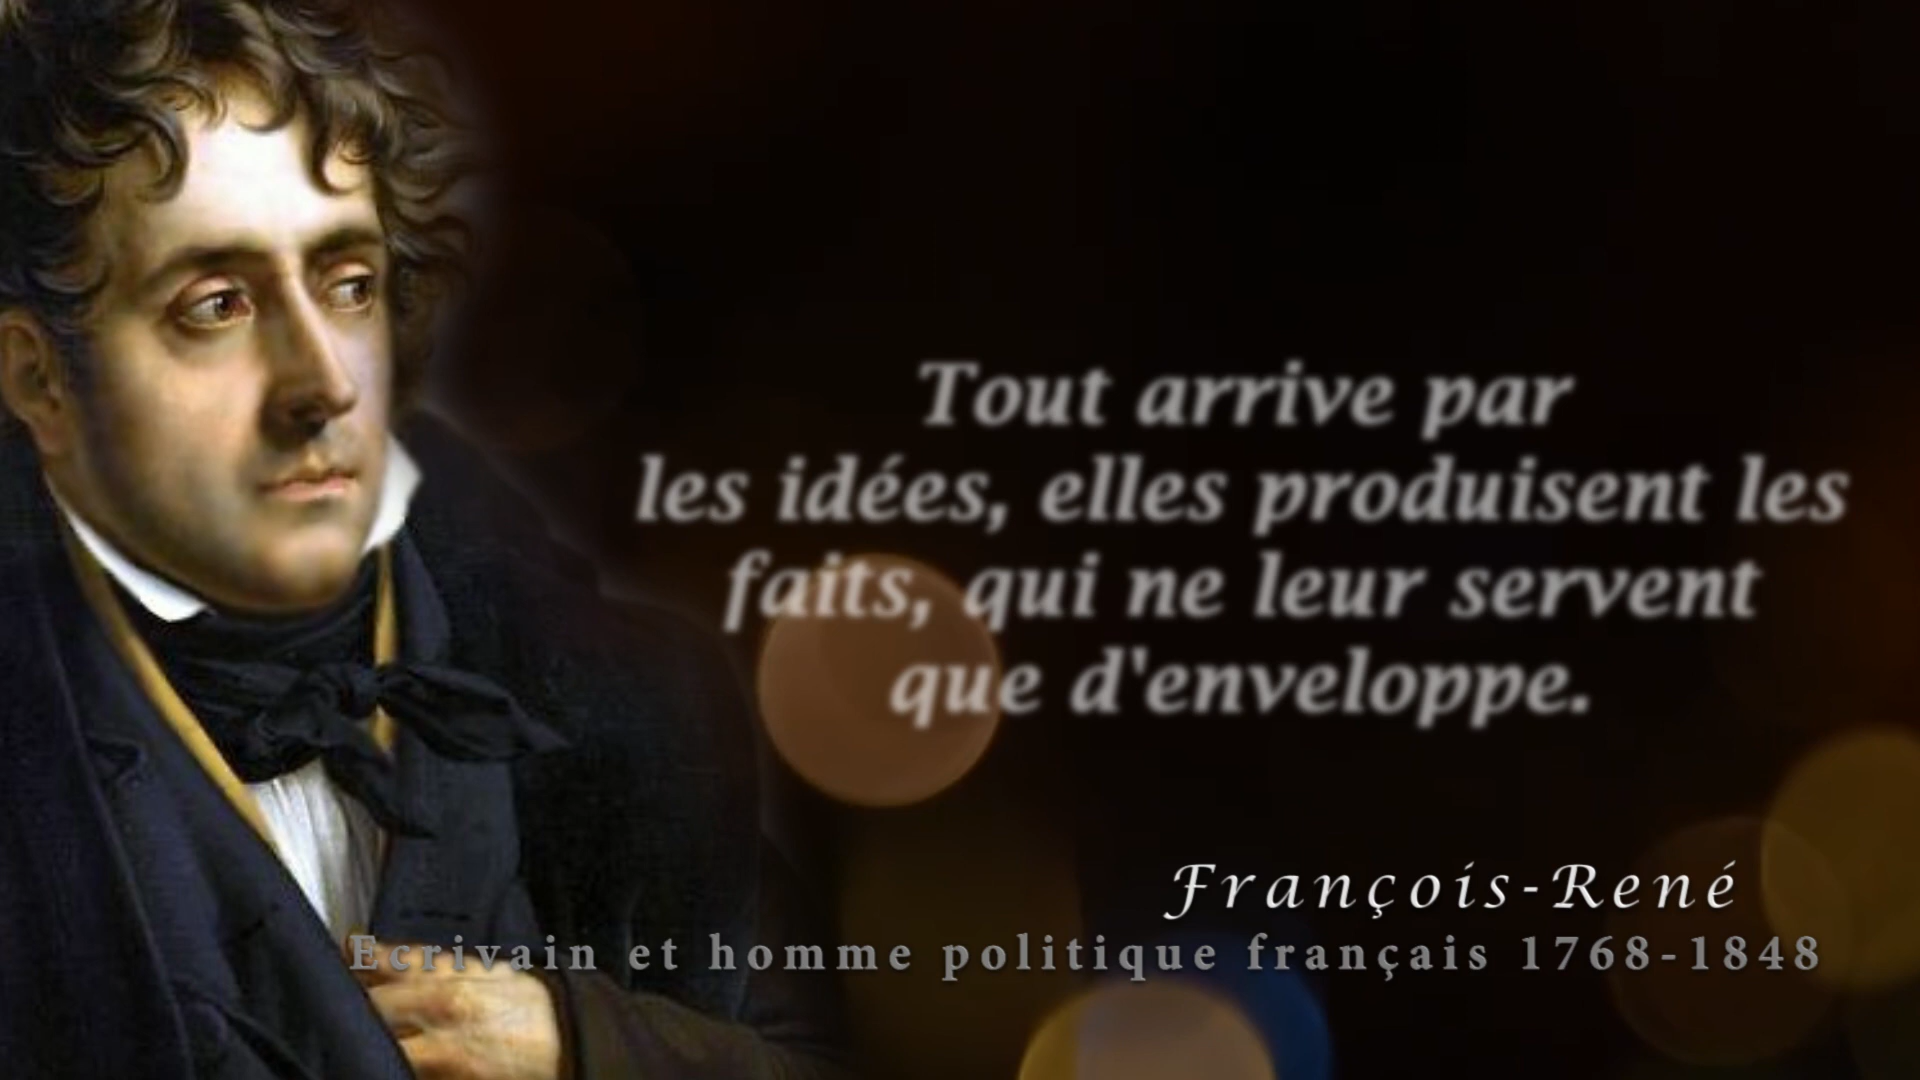 Tout arrive par
les idées, elles produisent les
faits, qui ne leur servent
que d'enveloppe.
François-René
Ecrivain et homme politique français 1768-1848